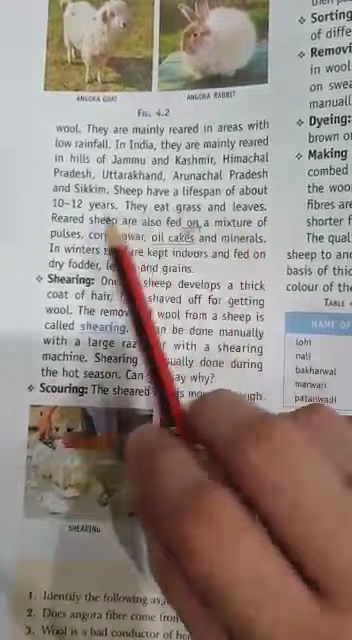 ANGORA GOAT
ANGORA RABBIT
FIG. 4.2
wool. They are mainly reared in areas with
low rainfall. In India, they are mainly reared
in hills of Jammu and Kashmir, Himachal
Pradesh, Uttarakhand, Arunachal Pradesh
and Sikkim. Sheep have a lifespan of about
10–12 years. They eat grass and leaves.
Reared sheep are also fed on a mixture of
pulses, oil cakes and minerals.
In winters kept indoors and fed on
dry fodder, and grains.
❖ Shearing: sheep develop a thick
coat of hair, shaved off for getting
wool. The wool from a sheep is
called shearing. be done manually
with a large with a shearing
machine. Shearing done during
the hot season. Can why?
❖ Scouring: The sheared
SHEARING
1. Identify the following as
2. Does angora fibre come from
3. Wool is a bad conductor of
❖ Sorting
of diffe
❖ Removi
in wool
on swea
manuall
❖ Dyeing:
brown o
❖ Making
combed
the woo
fibres are
shorter f
The qual
sheep to an
basis of thic
colour of the
TABLE 4
NAME OF
lohi
nali
bakharwal
marwari
patanwadi